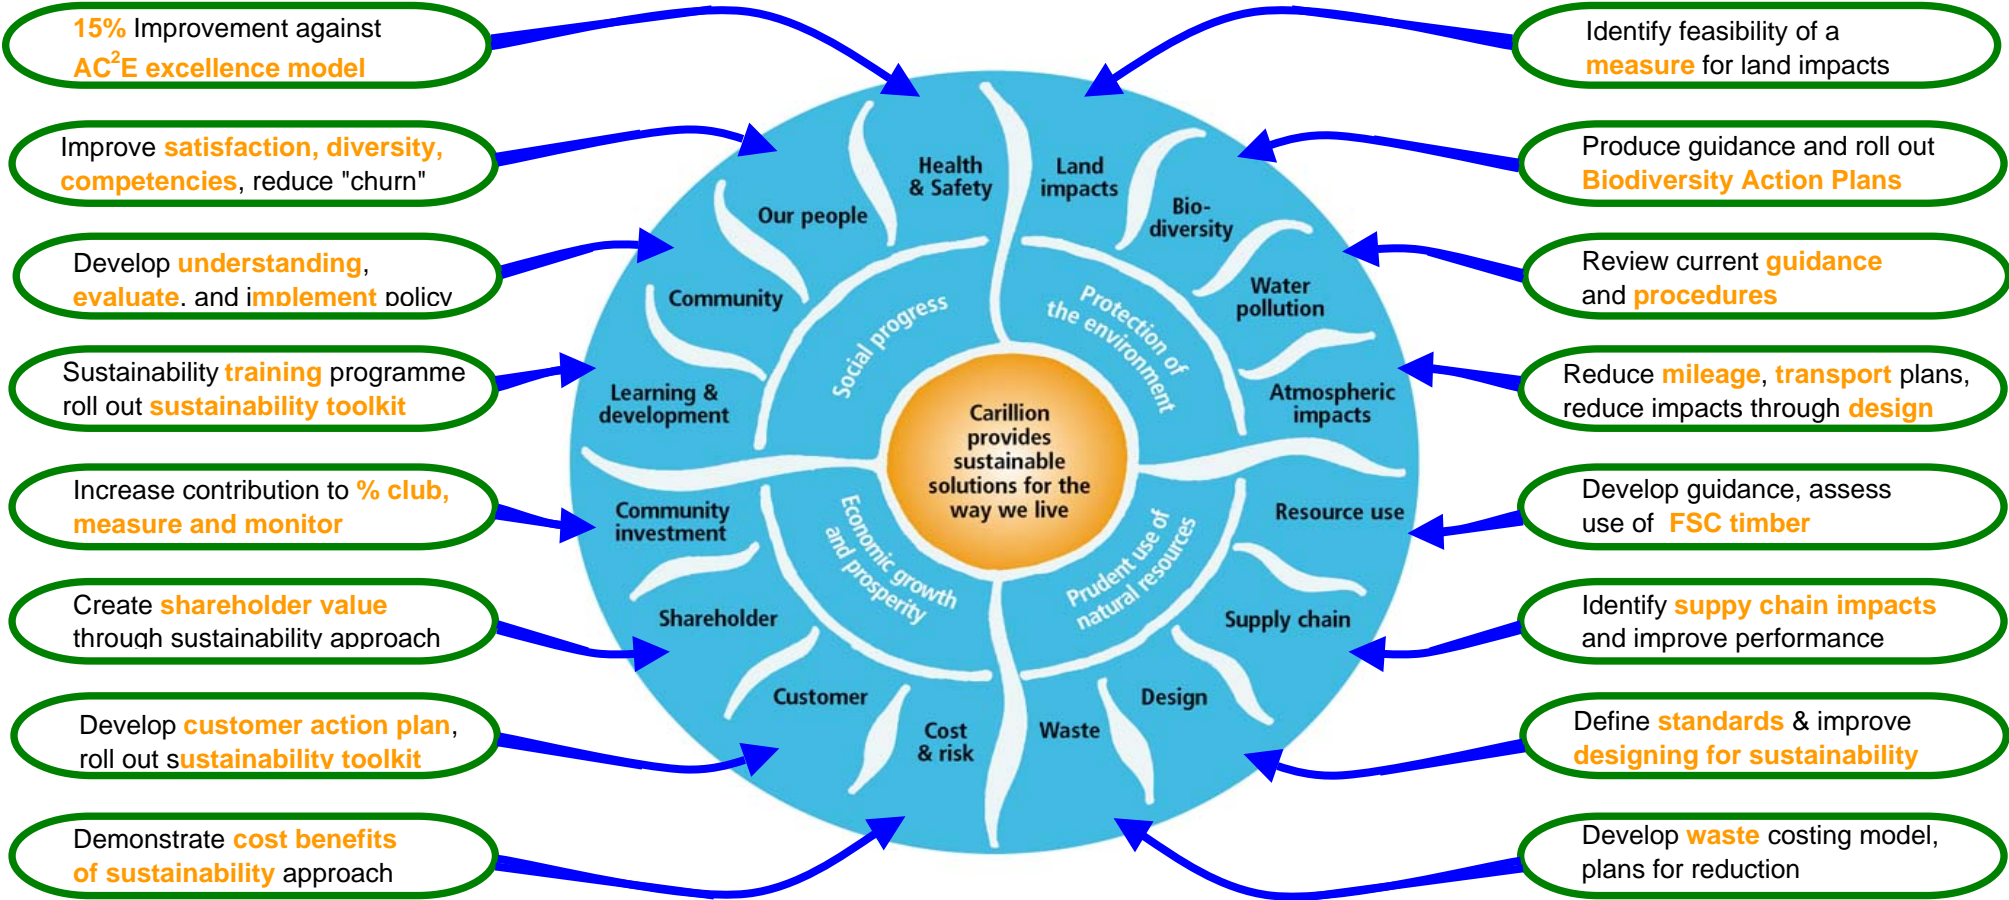 15% Improvement against
AC²E excellence model
Improve satisfaction, diversity,
competencies, reduce "churn"
Develop understanding,
evaluate, and implement policy
Sustainability training programme
roll out sustainability toolkit
Increase contribution to % club,
measure and monitor
Create shareholder value
through sustainability approach
Develop customer action plan,
roll out sustainability toolkit
Demonstrate cost benefits
of sustainability approach
Health
& Safety
Our people
Community
Learning &
development
Community
investment
Shareholder
Customer
Cost
& risk
Land
impacts
Bio-
diversity
Water
pollution
Atmospheric
impacts
Resource use
Supply chain
Design
Waste
Social progress
Protection of
the environment
Economic growth
and prosperity
Prudent use of
natural resources
Carillion
provides
sustainable
solutions for the
way we live
Identify feasibility of a
measure for land impacts
Produce guidance and roll out
Biodiversity Action Plans
Review current guidance
and procedures
Reduce mileage, transport plans,
reduce impacts through design
Develop guidance, assess
use of FSC timber
Identify suppy chain impacts
and improve performance
Define standards & improve
designing for sustainability
Develop waste costing model,
plans for reduction